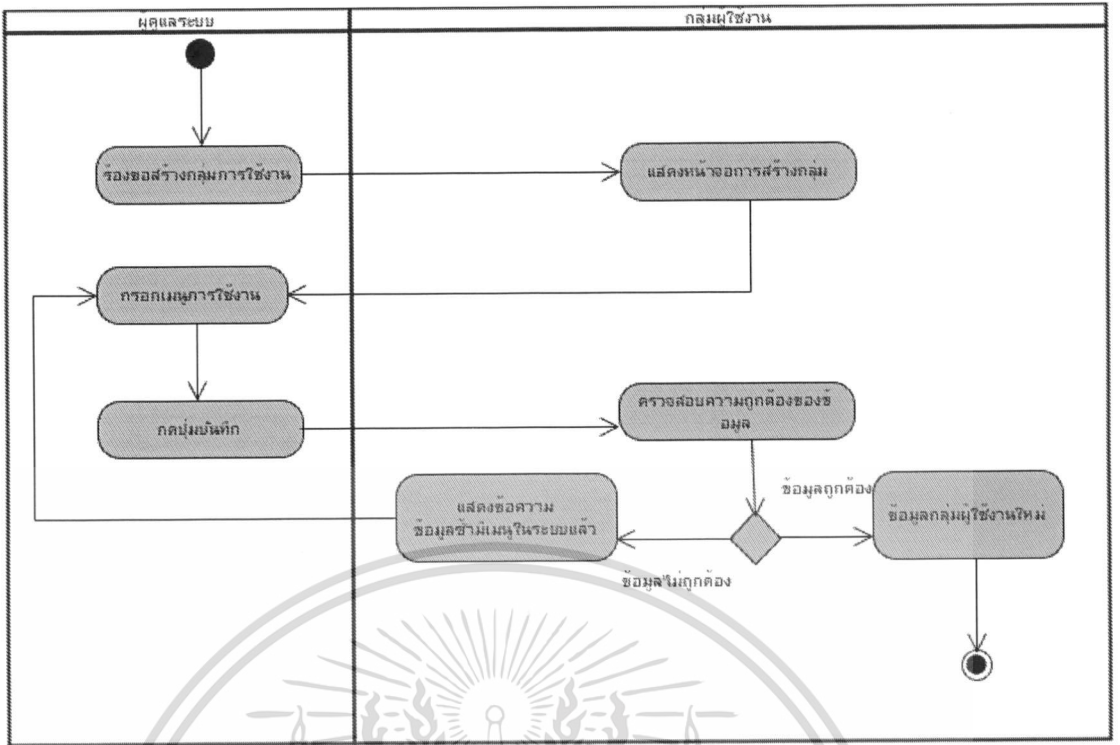 ผู้ดูแลระบบ
กลุ่มผู้ใช้งาน
ร้องขอสร้างกลุ่มการใช้งาน
แสดงหน้าจอการสร้างกลุ่ม
กรอกเมนูการใช้งาน
กดปุ่มบันทึก
ตรวจสอบความถูกต้องของข้
อมูล
ข้อมูลถูกต้อง
แสดงข้อความ
ข้อมูลซ้ำมีเมนูในระบบแล้ว
ข้อมูลกลุ่มผู้ใช้งานใหม่
ข้อมูลไม่ถูกต้อง